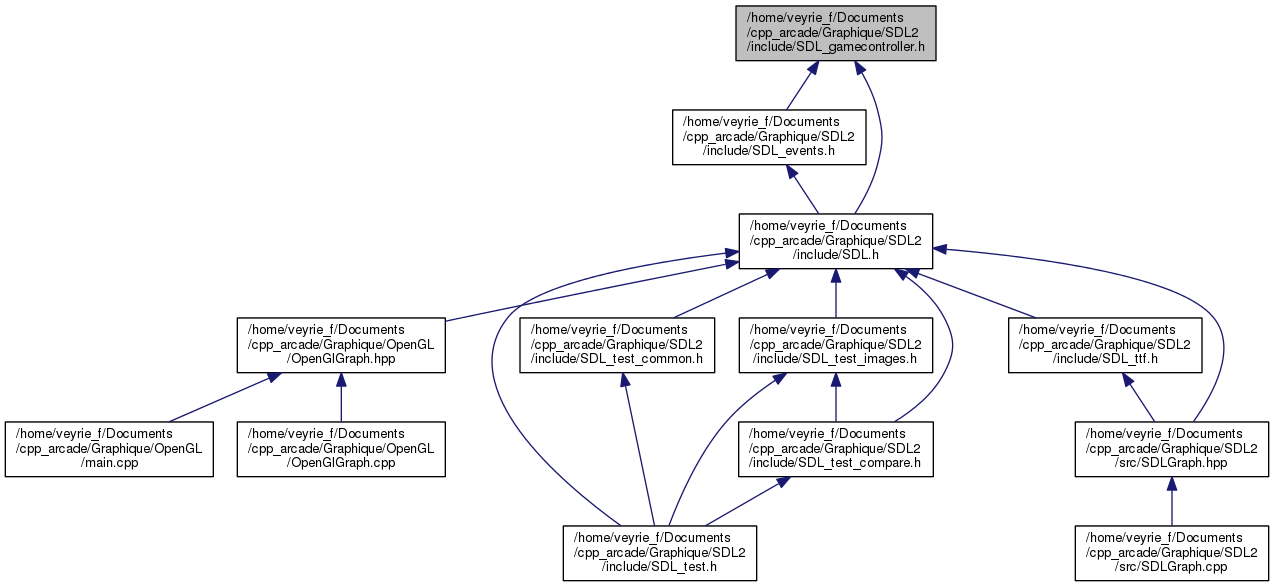 /home/veyrie_f/Documents
/cpp_arcade/Graphique/SDL2
/include/SDL_gamecontroller.h
/home/veyrie_f/Documents
/cpp_arcade/Graphique/SDL2
/include/SDL_events.h
/home/veyrie_f/Documents
/cpp_arcade/Graphique/SDL2
/include/SDL.h
/home/veyrie_f/Documents
/cpp_arcade/Graphique/OpenGL
/OpenGlGraph.hpp
/home/veyrie_f/Documents
/cpp_arcade/Graphique/SDL2
/include/SDL_test_common.h
/home/veyrie_f/Documents
/cpp_arcade/Graphique/SDL2
/include/SDL_test_images.h
/home/veyrie_f/Documents
/cpp_arcade/Graphique/SDL2
/include/SDL_ttf.h
/home/veyrie_f/Documents
/cpp_arcade/Graphique/OpenGL
/main.cpp
/home/veyrie_f/Documents
/cpp_arcade/Graphique/OpenGL
/OpenGlGraph.cpp
/home/veyrie_f/Documents
/cpp_arcade/Graphique/SDL2
/include/SDL_test_compare.h
/home/veyrie_f/Documents
/cpp_arcade/Graphique/SDL2
/src/SDLGraph.hpp
/home/veyrie_f/Documents
/cpp_arcade/Graphique/SDL2
/include/SDL_test.h
/home/veyrie_f/Documents
/cpp_arcade/Graphique/SDL2
/src/SDLGraph.cpp